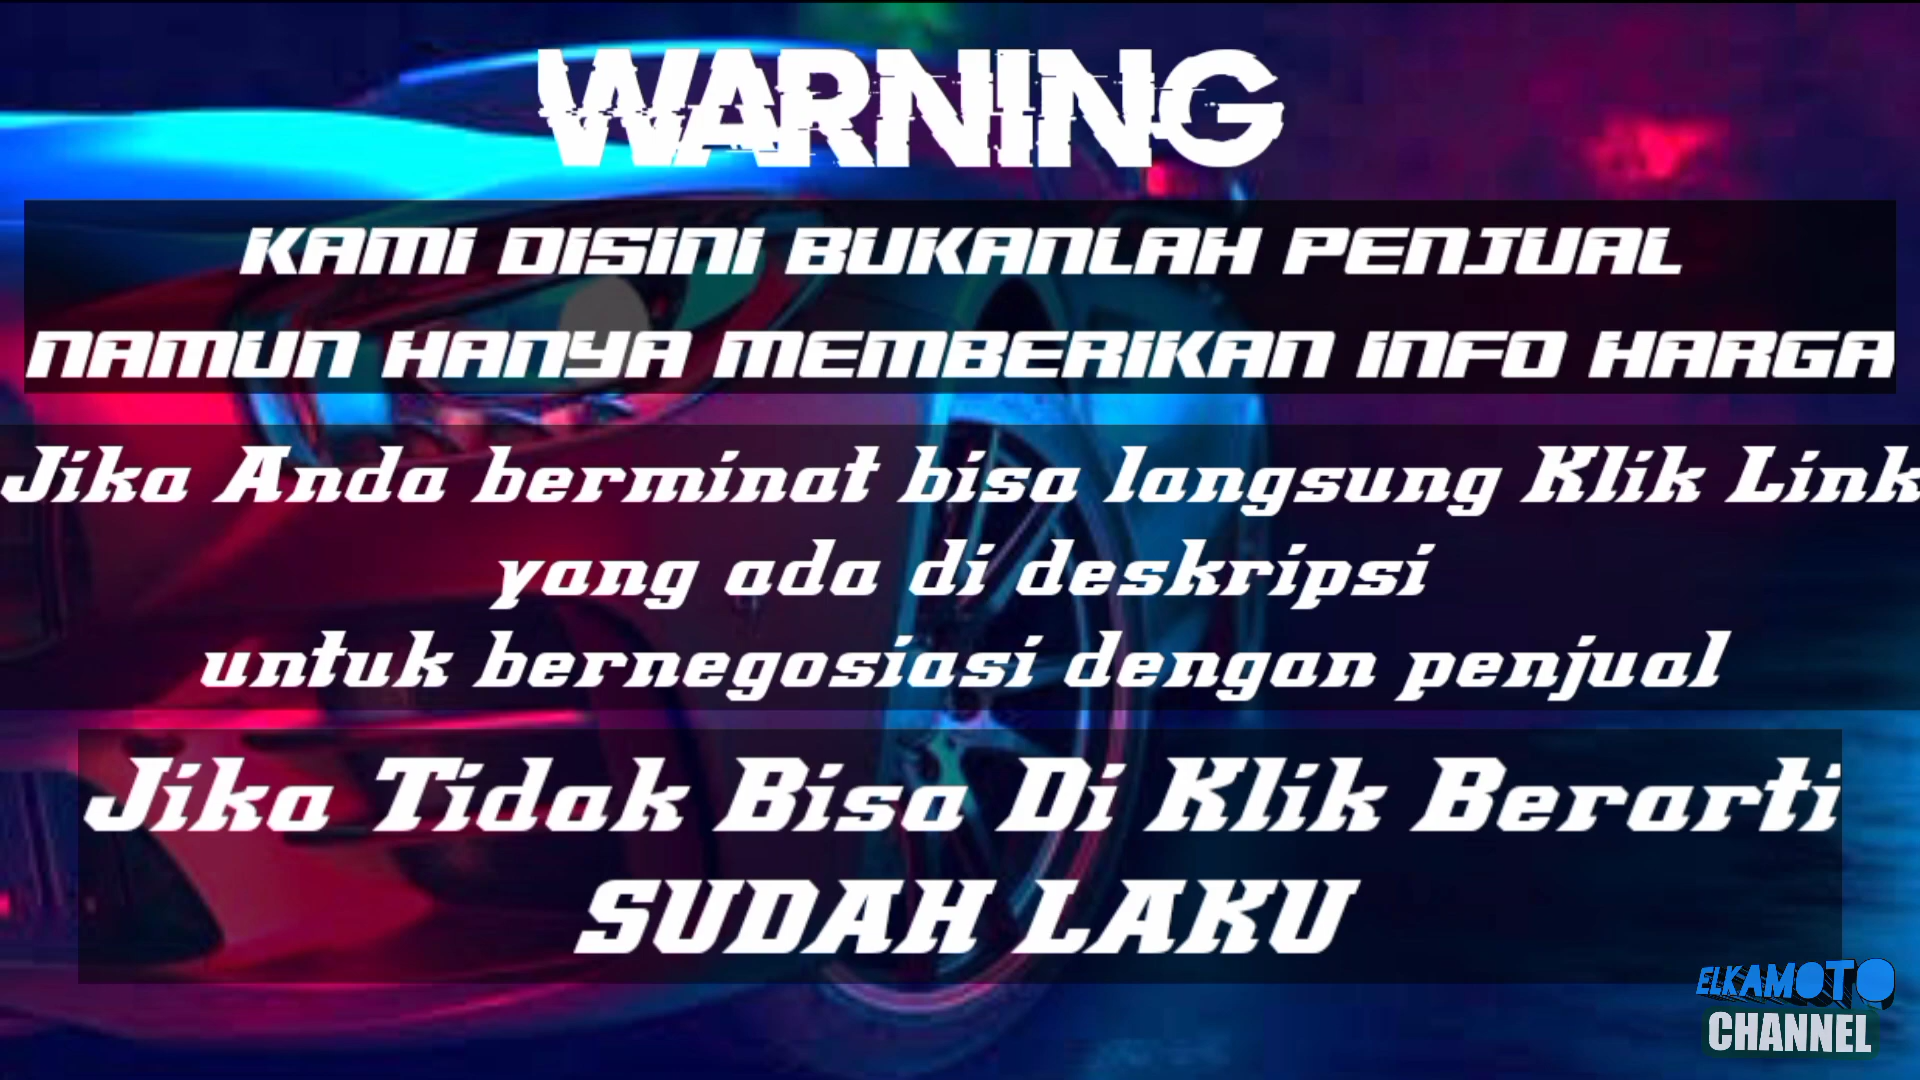 WARNING
KAMI DISINI BUKANLAH PENJUAL
NAMUN HANYA MEMBERIKAN INFO HARGA
Jika Anda berminat bisa langsung Klik Link
yang ada di deskripsi
untuk bernegosiasi dengan penjual
Jika Tidak Bisa Di Klik Berarti
SUDAH LAKU
ELKAMOTO
CHANNEL